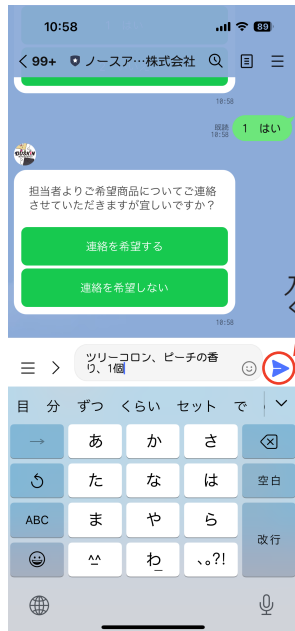 10:58
89
99+
ノースア…株式会社
10:58
既読
10:58
1 はい
担当者よりご希望商品についてご連絡
させていただきますが宜しいですか？
連絡を希望する
連絡を希望しない
10:58
ツリーコロン、ピーチの香
り、1個
目 分 ずつ くらい セット で
→ あ か さ
た な は 空白
ABC ま や ら
改行
^^ わ 、。?!